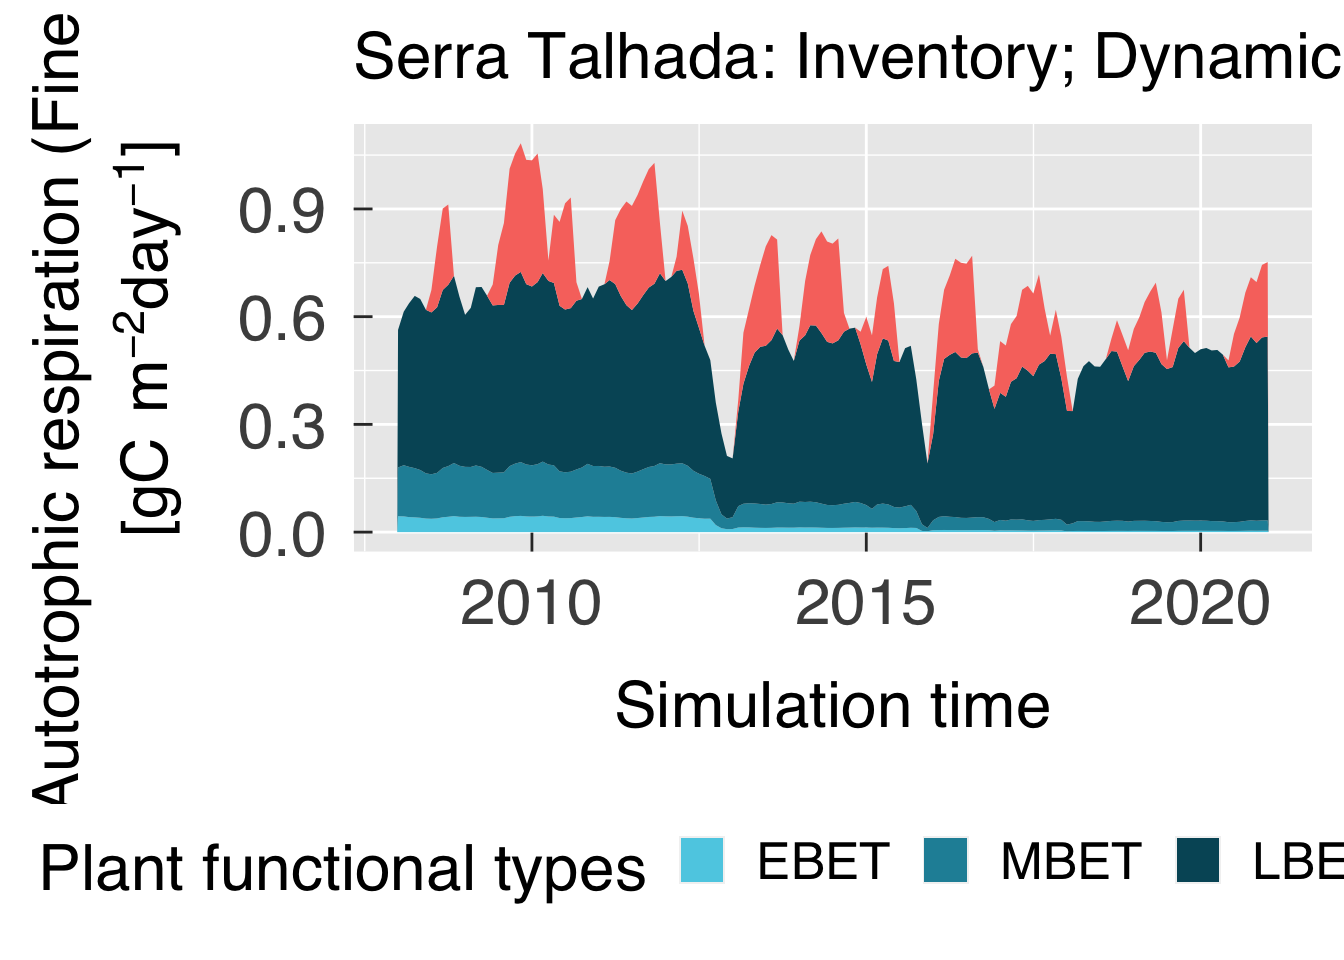 Serra Talhada: Inventory; Dynamic
Autotrophic respiration (Fine
[gC m⁻²day⁻¹]
0.9
0.6
0.3
0.0
2010 2015 2020
Simulation time
Plant functional types EBET MBET LBE